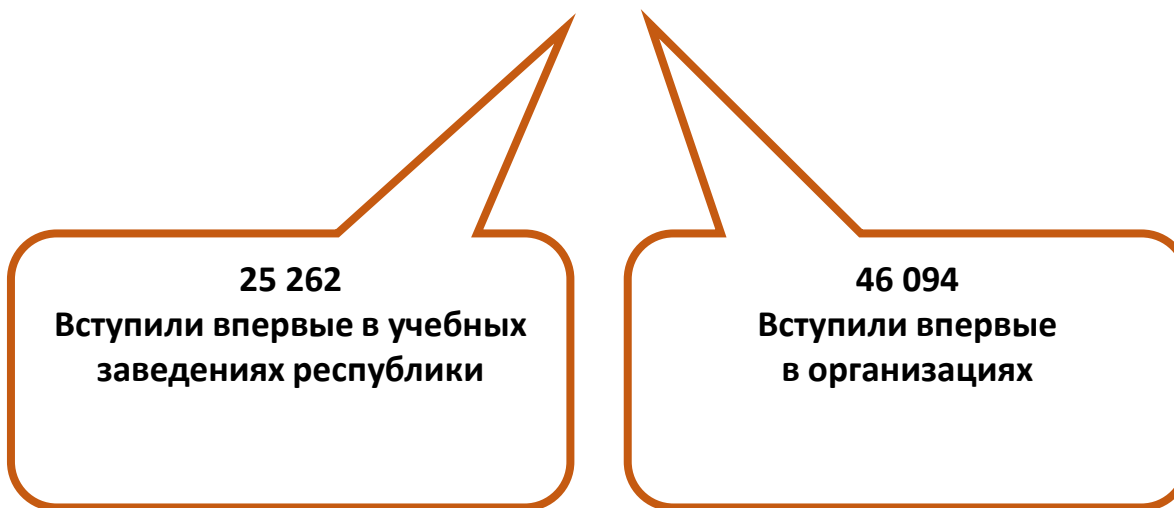 25 262
Вступили впервые в учебных
заведениях республики
46 094
Вступили впервые
в организациях